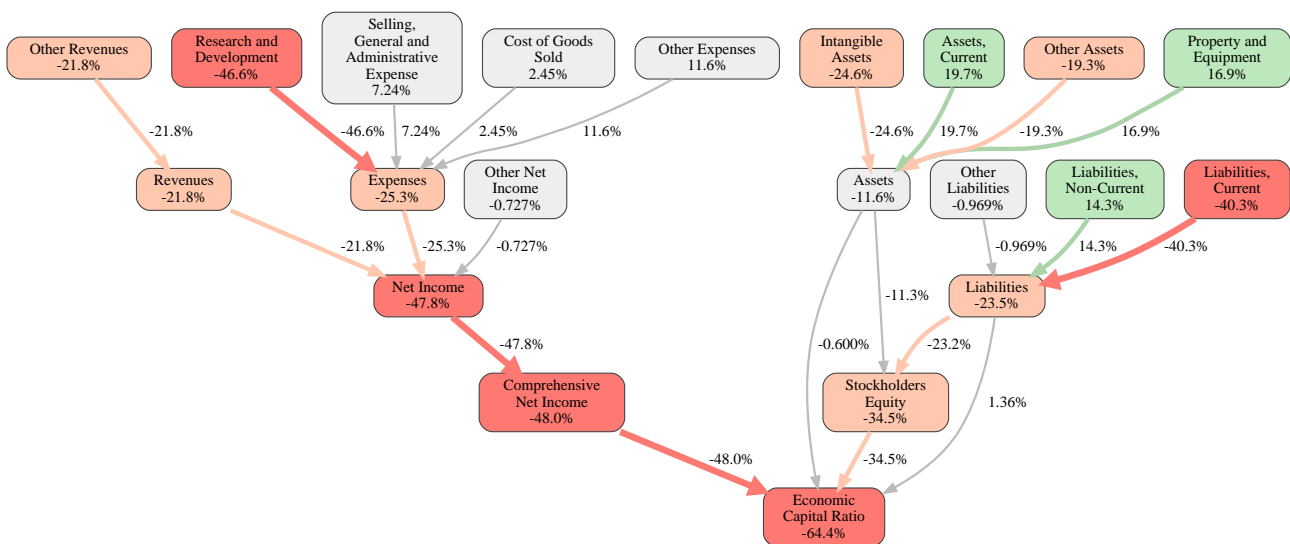 Other Revenues
-21.8%
Research and
Development
-46.6%
Selling,
General and
Administrative
Expense
7.24%
Cost of Goods
Sold
2.45%
Other Expenses
11.6%
Intangible
Assets
-24.6%
Assets,
Current
19.7%
Other Assets
-19.3%
Property and
Equipment
16.9%
-21.8%
-46.6%
7.24%
2.45%
11.6%
-24.6%
19.7%
-19.3%
16.9%
Revenues
-21.8%
Expenses
-25.3%
Other Net
Income
-0.727%
Assets
-11.6%
Other
Liabilities
-0.969%
Liabilities,
Non-Current
14.3%
Liabilities,
Current
-40.3%
-21.8%
-25.3%
-0.727%
-0.969%
14.3%
-40.3%
Net Income
-47.8%
Liabilities
-23.5%
-47.8%
-0.600%
-11.3%
-23.2%
1.36%
Comprehensive
Net Income
-48.0%
Stockholders
Equity
-34.5%
-48.0%
-34.5%
Economic
Capital Ratio
-64.4%